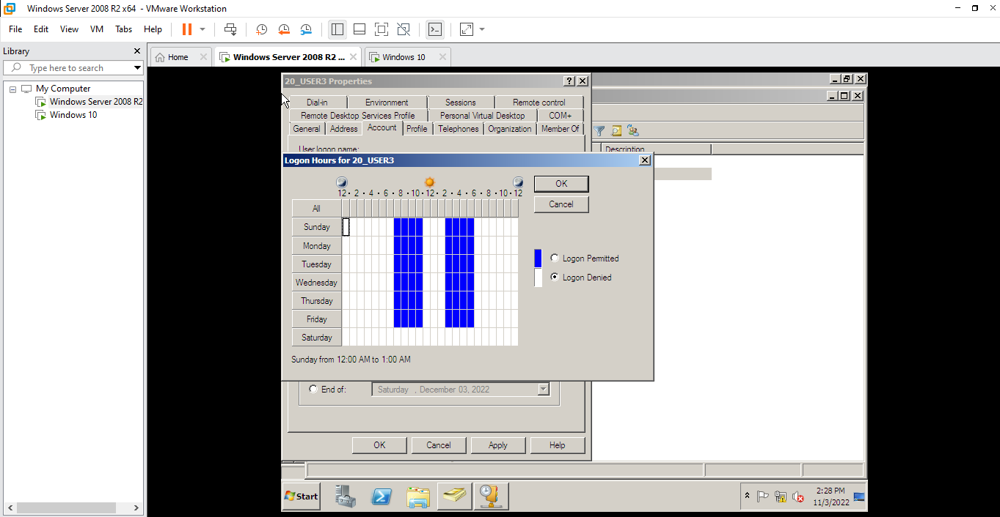 Windows Server 2008 R2 x64 - VMware Workstation
File Edit View VM Tabs Help
Library
Type here to search
My Computer
Windows Server 2008 R2
Windows 10
Home
Windows Server 2008 R2 ...
Windows 10
20_USER3 Properties
Dial-in Environment Sessions Remote control
Remote Desktop Services Profile Personal Virtual Desktop COM+
General Address Account Profile Telephones Organization Member Of
User logon name:
Description
Logon Hours for 20_USER3
12 · 2 · 4 · 6 · 8 · 10 · 12 · 2 · 4 · 6 · 8 · 10 · 12
All
Sunday
Monday
Tuesday
Wednesday
Thursday
Friday
Saturday
OK
Cancel
Logon Permitted
Logon Denied
Sunday from 12:00 AM to 1:00 AM
End of: Saturday , December 03, 2022
OK Cancel Apply Help
Start
2:28 PM
11/3/2022